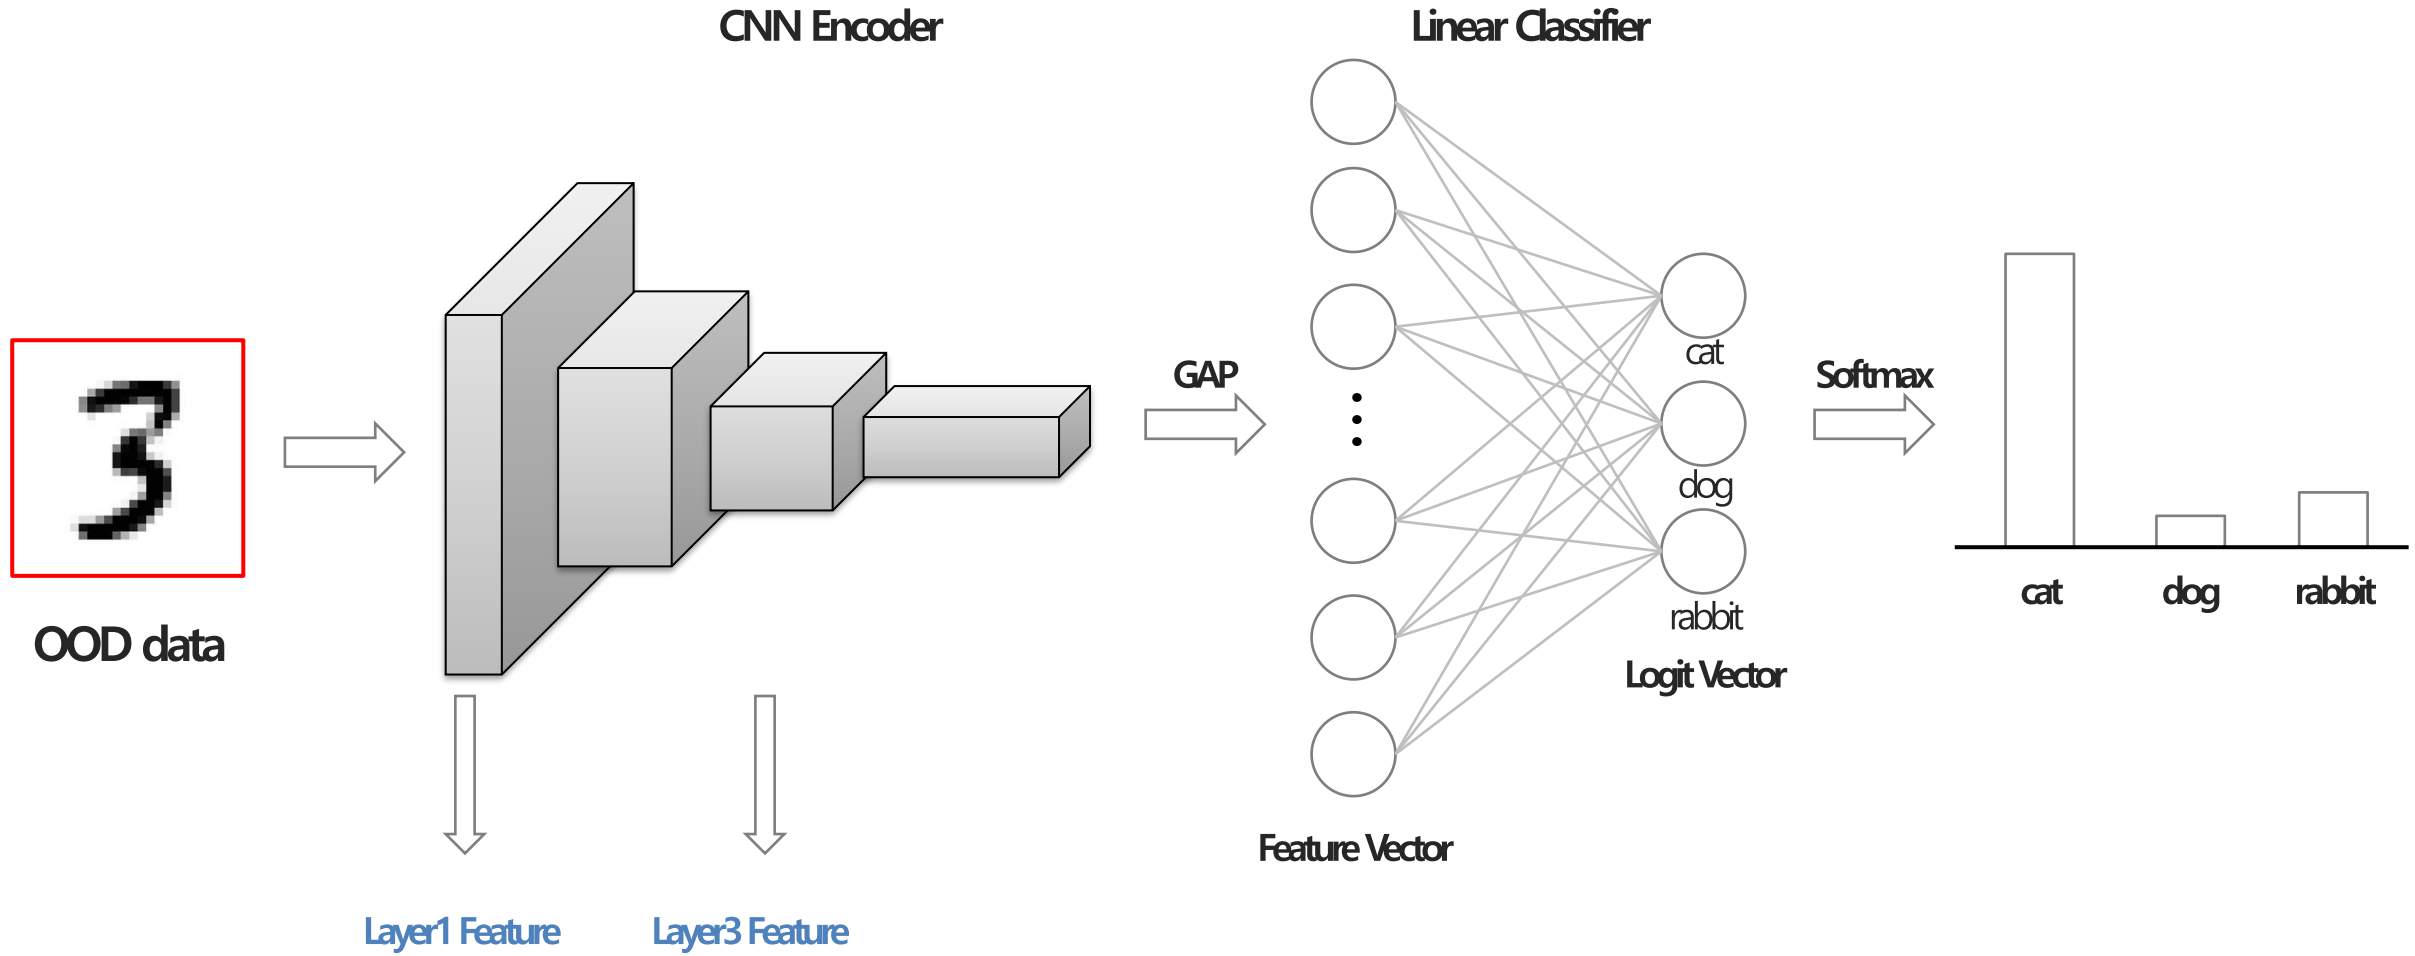 CNN Encoder
Linear Classifier
3
OOD data
GAP
cat
dog
rabbit
Logit Vector
Softmax
cat
dog
rabbit
Feature Vector
Layer1 Feature
Layer3 Feature